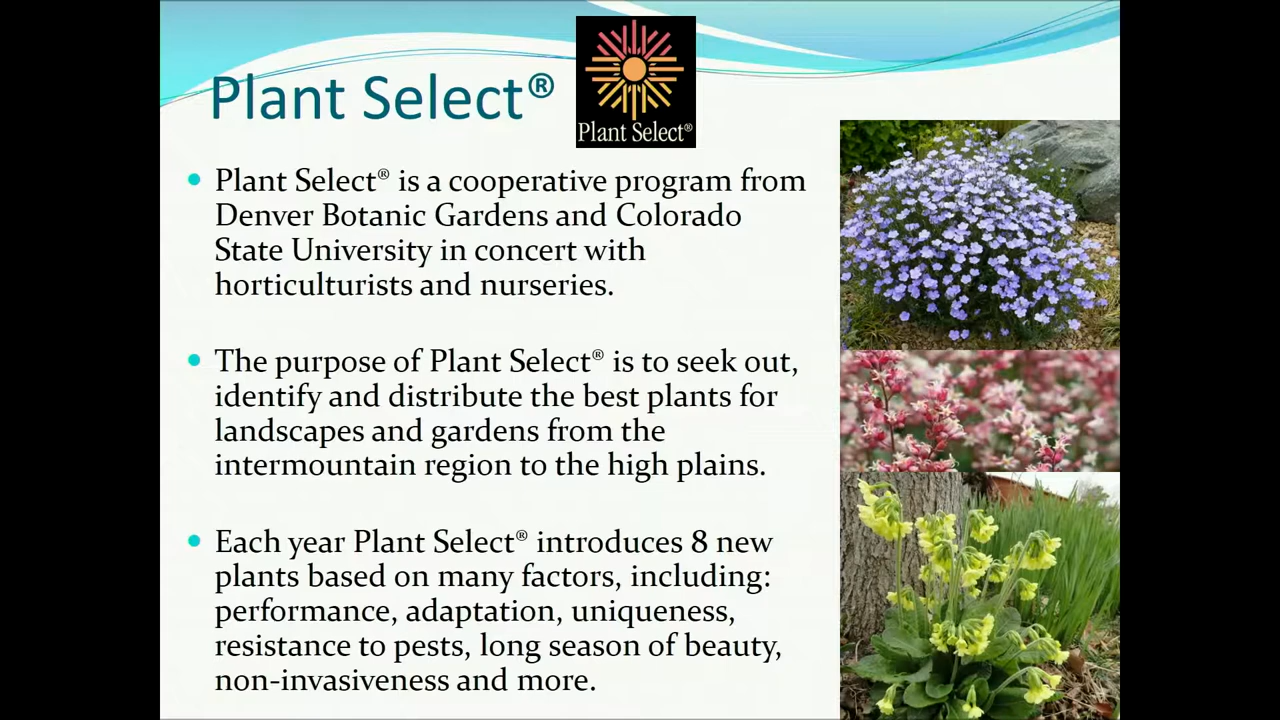 Plant Select®
Plant Select®
Plant Select® is a cooperative program from
Denver Botanic Gardens and Colorado
State University in concert with
horticulturists and nurseries.
The purpose of Plant Select® is to seek out,
identify and distribute the best plants for
landscapes and gardens from the
intermountain region to the high plains.
Each year Plant Select® introduces 8 new
plants based on many factors, including:
performance, adaptation, uniqueness,
resistance to pests, long season of beauty,
non-invasiveness and more.